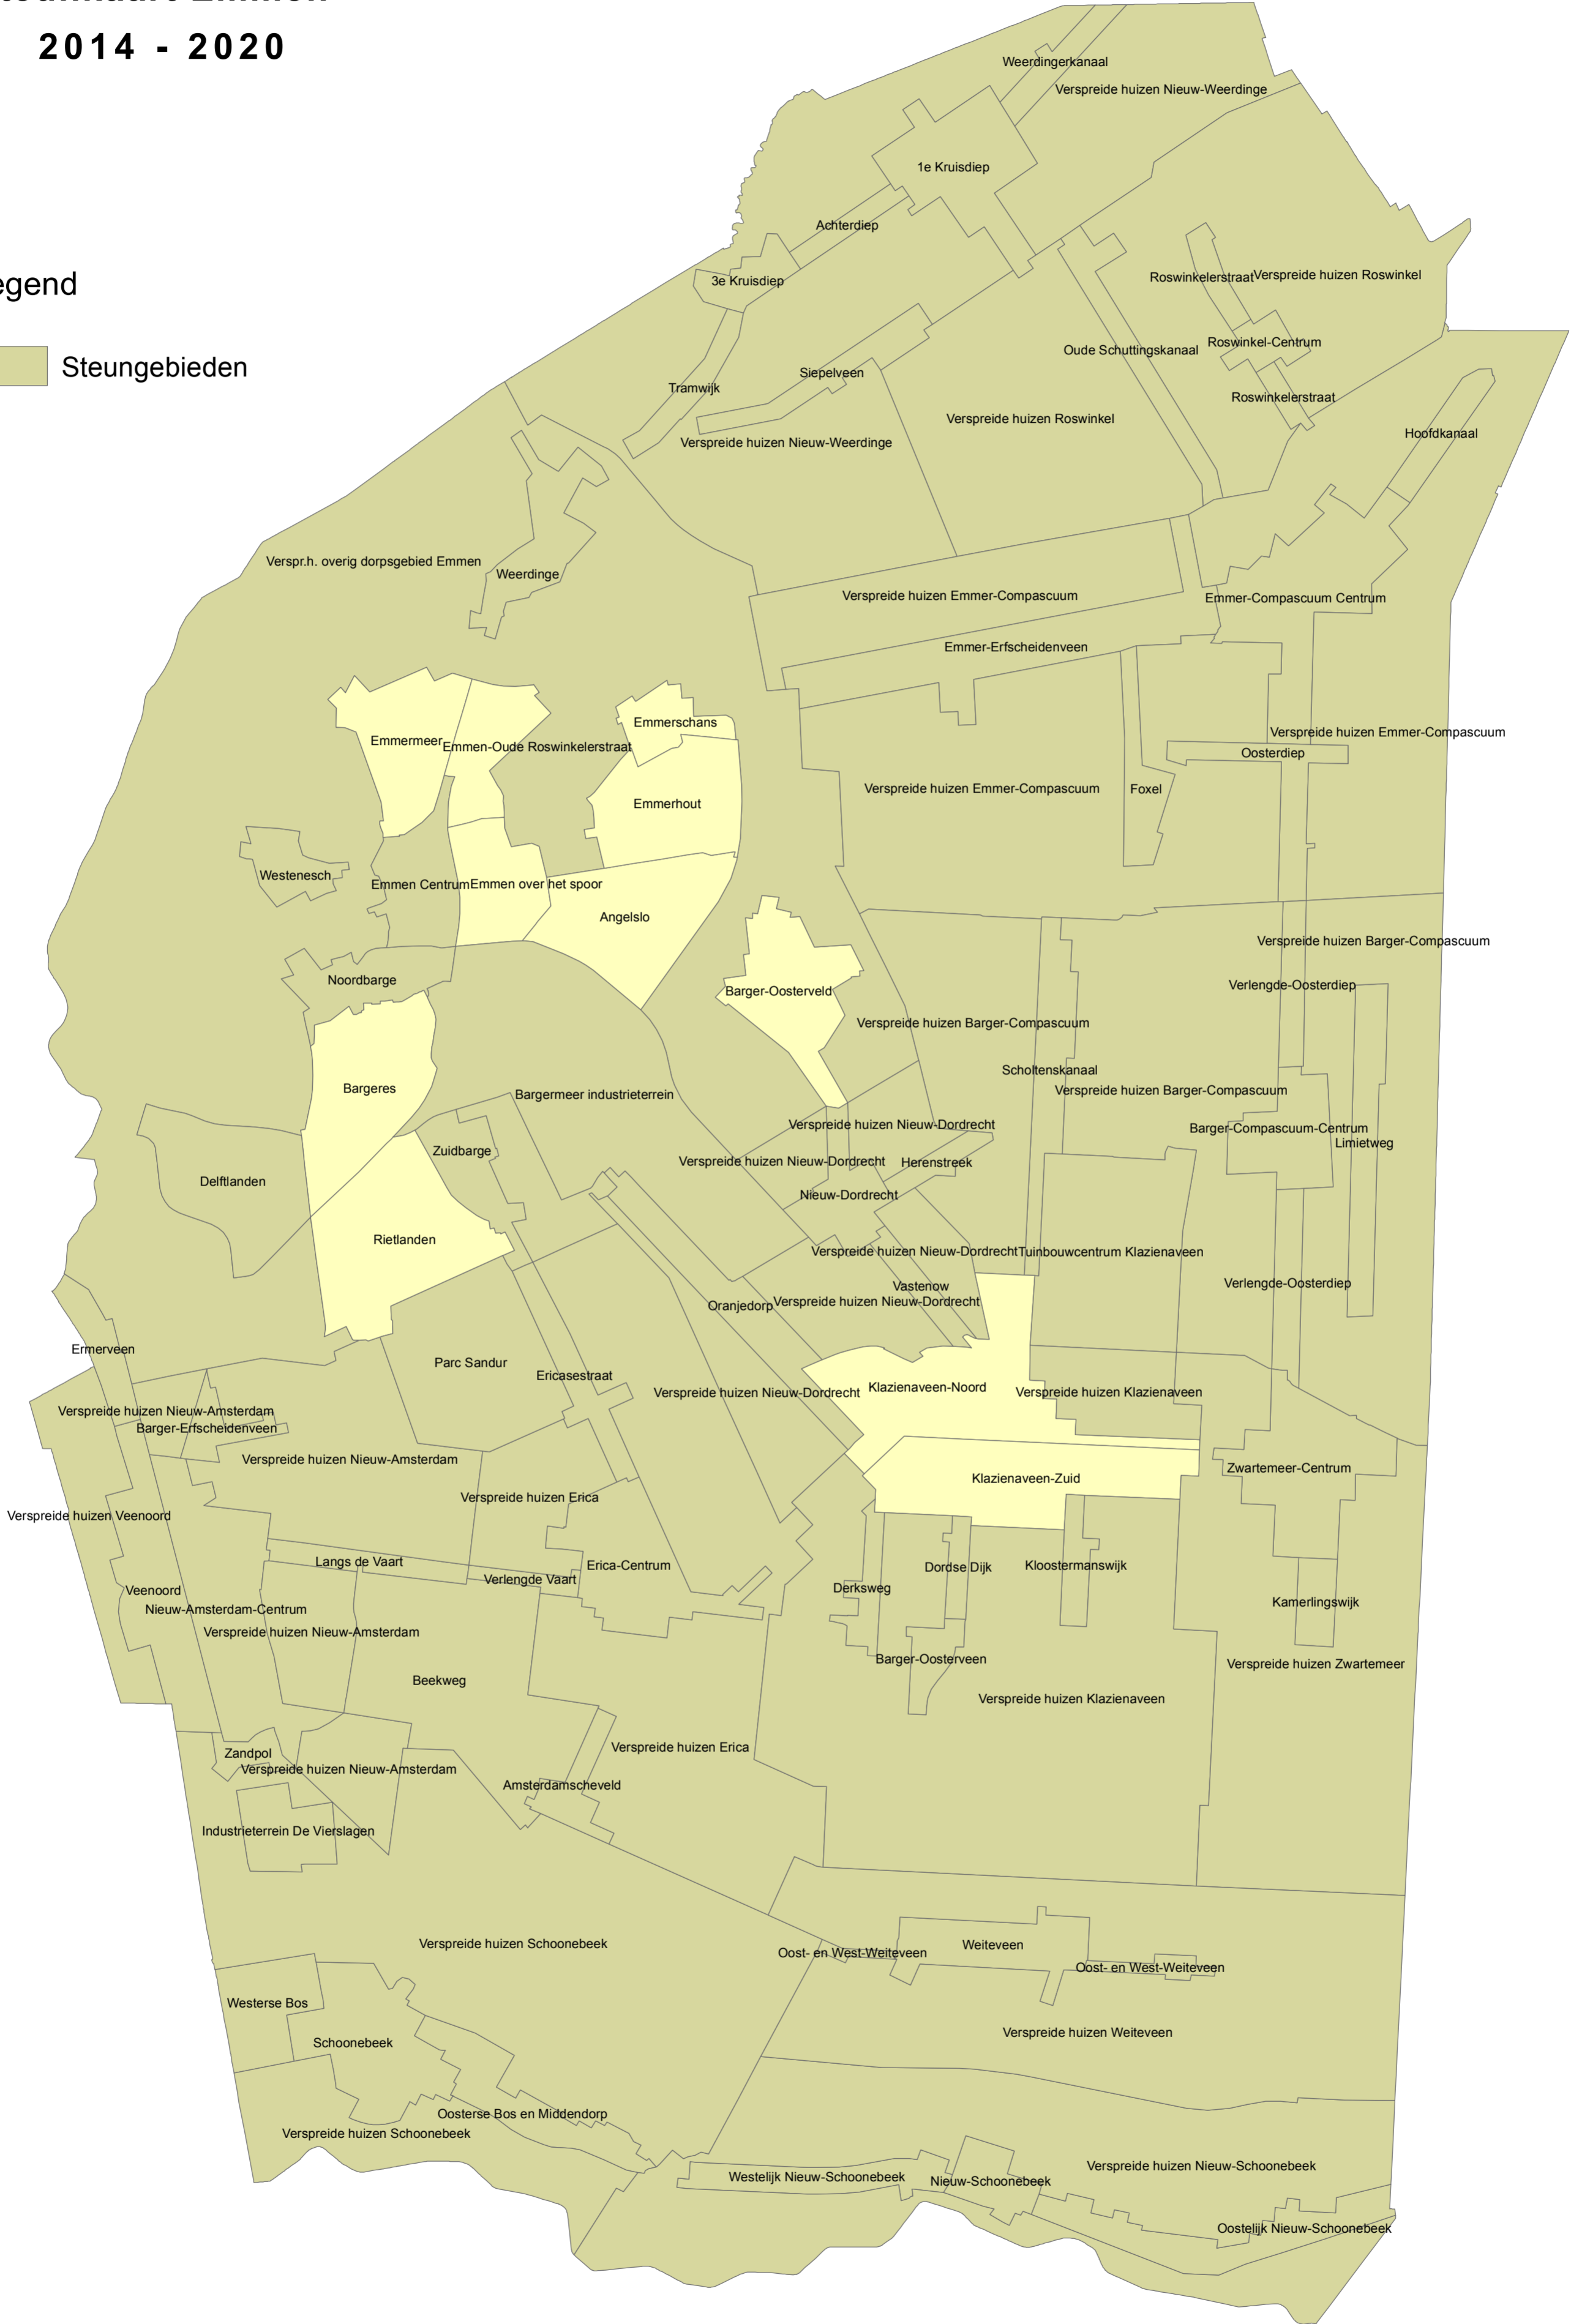 2014 - 2020
Steungebieden
Weerdingerkanaal
Verspreide huizen Nieuw-Weerdinge
1e Kruisdiep
Achterdiep
3e Kruisdiep
Roswinkelerstraat
Verspreide huizen Roswinkel
Roswinkel-Centrum
Oude Schuttingskanaal
Siepelveen
Tramwijk
Roswinkelerstraat
Verspreide huizen Roswinkel
Hoofdkanaal
Verspreide huizen Nieuw-Weerdinge
Verspr.h. overig dorpsgebied Emmen
Weerdinge
Verspreide huizen Emmer-Compascuum
Emmer-Compascuum Centrum
Emmer-Erfscheidenveen
Emmerschans
Verspreide huizen Emmer-Compascuum
Emmermeer
Emmen-Oude Roswinkelerstraat
Oosterdiep
Verspreide huizen Emmer-Compascuum
Foxel
Emmerhout
Westenesch
Emmen Centrum
Emmen over het spoor
Angelslo
Verspreide huizen Barger-Compascuum
Noordbarge
Verlengde-Oosterdiep
Barger-Oosterveld
Verspreide huizen Barger-Compascuum
Scholtenskanaal
Bargeres
Verspreide huizen Barger-Compascuum
Bargermeer industrieterrein
Verspreide huizen Nieuw-Dordrecht
Barger-Compascuum-Centrum
Limietweg
Zuidbarge
Verspreide huizen Nieuw-Dordrecht
Herenstreek
Delftlanden
Nieuw-Dordrecht
Rietlanden
Verspreide huizen Nieuw-Dordrecht
Tuinbouwcentrum Klazienaveen
Verlengde-Oosterdiep
Vastenow
Oranjedorp
Verspreide huizen Nieuw-Dordrecht
Ermerveen
Parc Sandur
Ericasestraat
Klazienaveen-Noord
Verspreide huizen Nieuw-Dordrecht
Verspreide huizen Klazienaveen
Verspreide huizen Nieuw-Amsterdam
Barger-Erfscheidenveen
Verspreide huizen Nieuw-Amsterdam
Zwartemeer-Centrum
Klazienaveen-Zuid
Verspreide huizen Erica
Verspreide huizen Veenoord
Langs de Vaart
Erica-Centrum
Dordse Dijk
Kloostermanswijk
Verlengde Vaart
Derksweg
Veenoord
Kamerlingswijk
Nieuw-Amsterdam-Centrum
Verspreide huizen Nieuw-Amsterdam
Barger-Oosterveen
Verspreide huizen Zwartemeer
Beekweg
Verspreide huizen Klazienaveen
Verspreide huizen Erica
Zandpol
Verspreide huizen Nieuw-Amsterdam
Amsterdamscheveld
Industrieterrein De Vierslagen
Verspreide huizen Schoonebeek
Weiteveen
Oost- en West-Weiteveen
Oost- en West-Weiteveen
Westerse Bos
Verspreide huizen Weiteveen
Schoonebeek
Oosterse Bos en Middendorp
Verspreide huizen Schoonebeek
Verspreide huizen Nieuw-Schoonebeek
Westelijk Nieuw-Schoonebeek
Nieuw-Schoonebeek
Oostelijk Nieuw-Schoonebeek